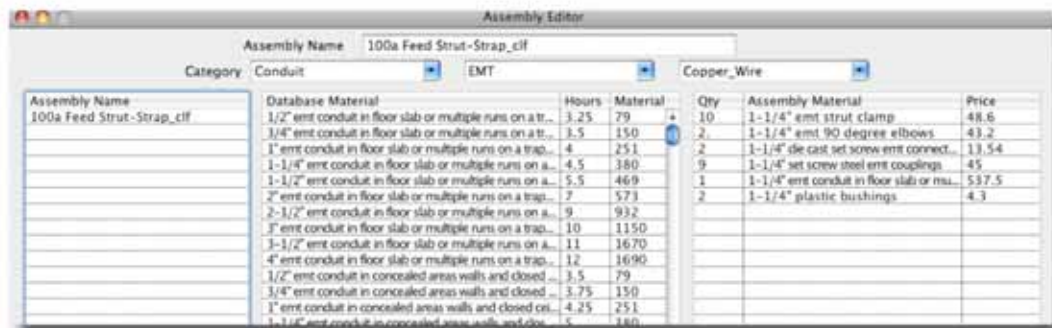 Assembly Editor
Assembly Name 100a Feed Strut-Strap_clf
Category Conduit EMT Copper_Wire
Assembly Name
100a Feed Strut-Strap_clf
Database Material Hours Material
1/2" emt conduit in floor slab or multiple runs on a tr... 3.25 79
3/4" emt conduit in floor slab or multiple runs on a tr... 3.5 150
1" emt conduit in floor slab or multiple runs on a trap... 4 251
1-1/4" emt conduit in floor slab or multiple runs on a... 4.5 380
1-1/2" emt conduit in floor slab or multiple runs on a... 5.5 469
2" emt conduit in floor slab or multiple runs on a trap... 7 573
2-1/2" emt conduit in floor slab or multiple runs on a... 9 932
3" emt conduit in floor slab or multiple runs on a trap... 10 1150
3-1/2" emt conduit in floor slab or multiple runs on a... 11 1670
4" emt conduit in floor slab or multiple runs on a trap... 12 1690
1/2" emt conduit in concealed areas walls and closed ... 3.5 79
3/4" emt conduit in concealed areas walls and closed ... 3.75 150
1" emt conduit in concealed areas walls and closed cei... 4.25 251
1-1/4" emt conduit in concealed areas walls and clos... 5 380
Qty Assembly Material Price
10 1-1/4" emt strut clamp 48.6
2. 1-1/4" emt 90 degree elbows 43.2
2 1-1/4" die cast set screw emt connect... 13.54
9 1-1/4" set screw steel emt couplings 45
1 1-1/4" emt conduit in floor slab or mu... 537.5
2 1-1/4" plastic bushings 4.3